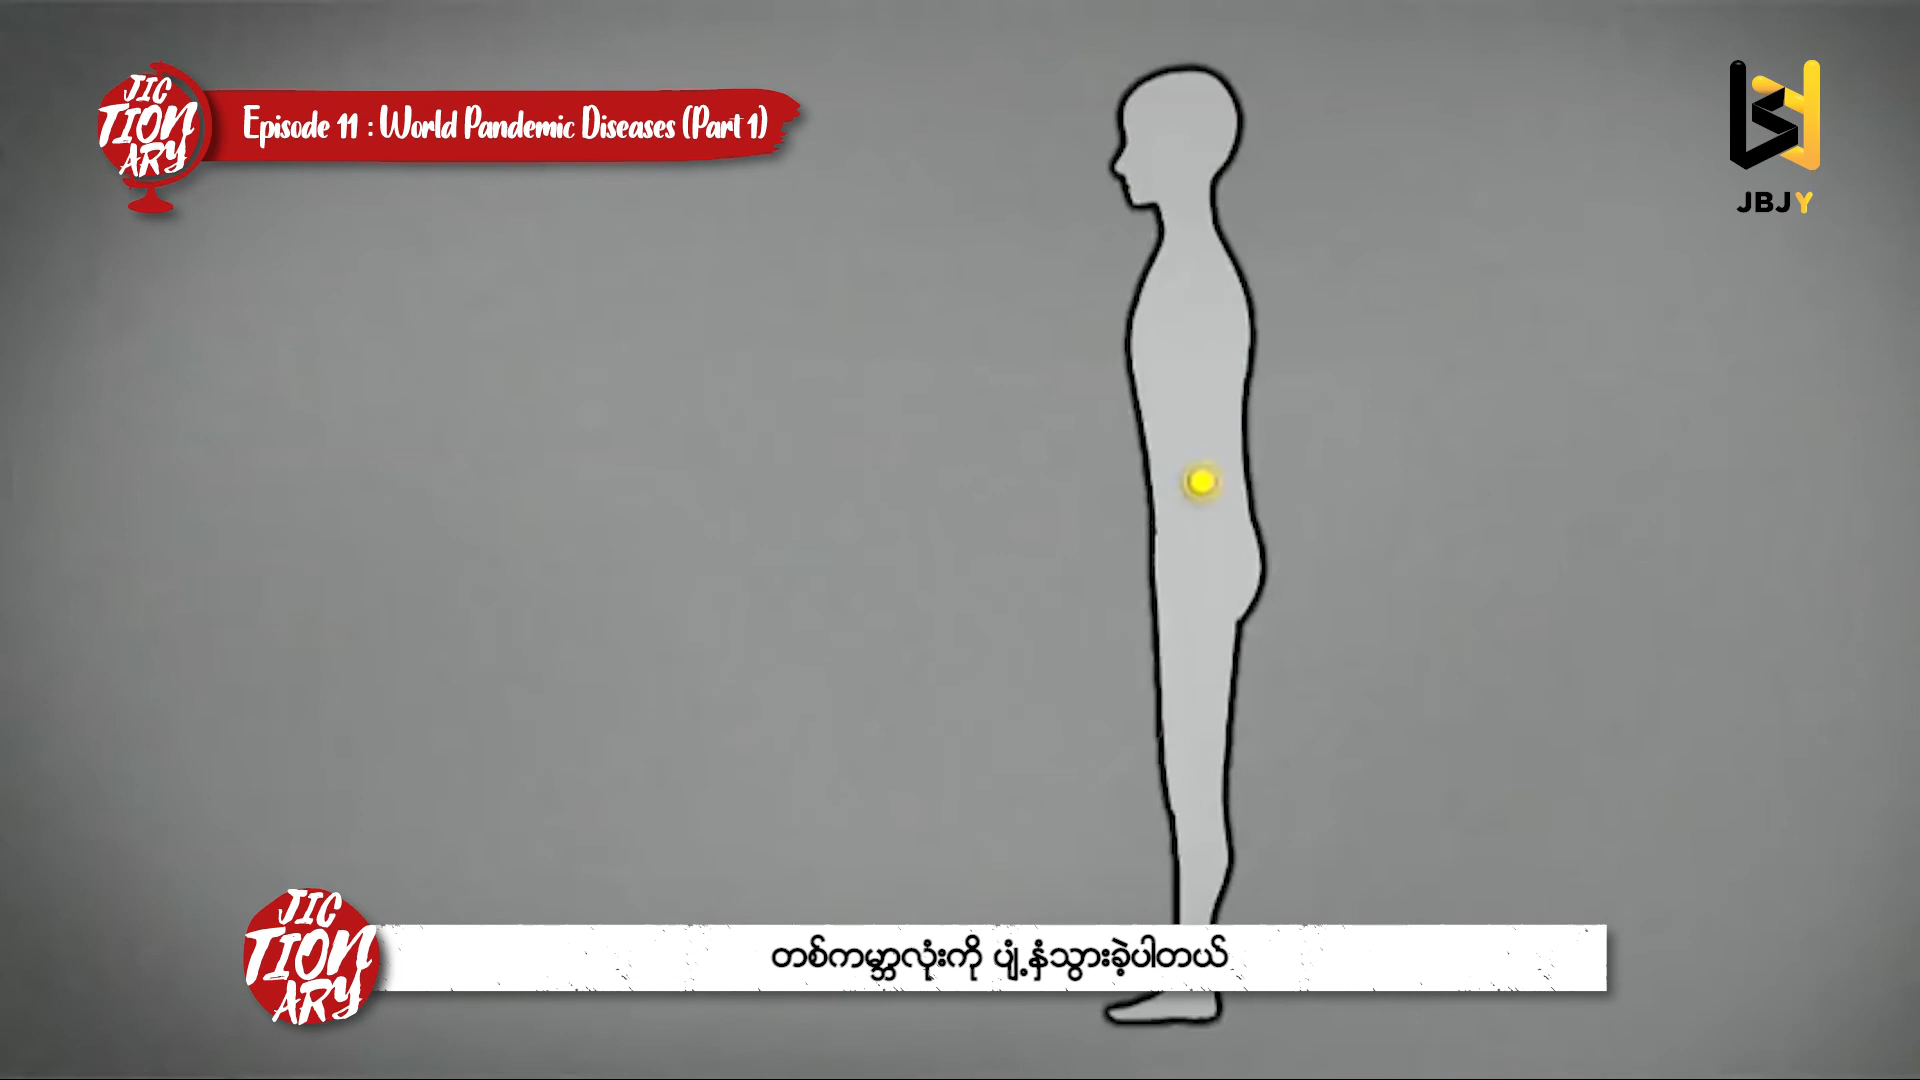 JIC
TION
ARY
Episode 11 : World Pandemic Diseases (Part 1)
JBJY
JIC
TION
ARY
တစ်ကမ္ဘာလုံးကို ပျံ့နှံသွားခဲ့ပါတယ်